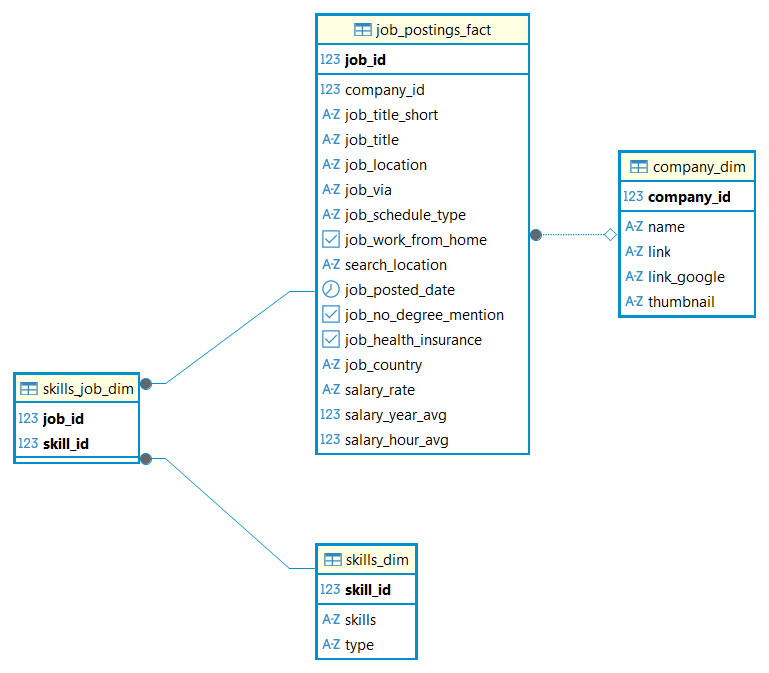 job_postings_fact
123 job_id
123 company_id
A-Z job_title_short
A-Z job_title
A-Z job_location
A-Z job_via
A-Z job_schedule_type
job_work_from_home
A-Z search_location
job_posted_date
job_no_degree_mention
job_health_insurance
A-Z job_country
A-Z salary_rate
123 salary_year_avg
123 salary_hour_avg
company_dim
123 company_id
A-Z name
A-Z link
A-Z link_google
A-Z thumbnail
skills_job_dim
123 job_id
123 skill_id
skills_dim
123 skill_id
A-Z skills
A-Z type